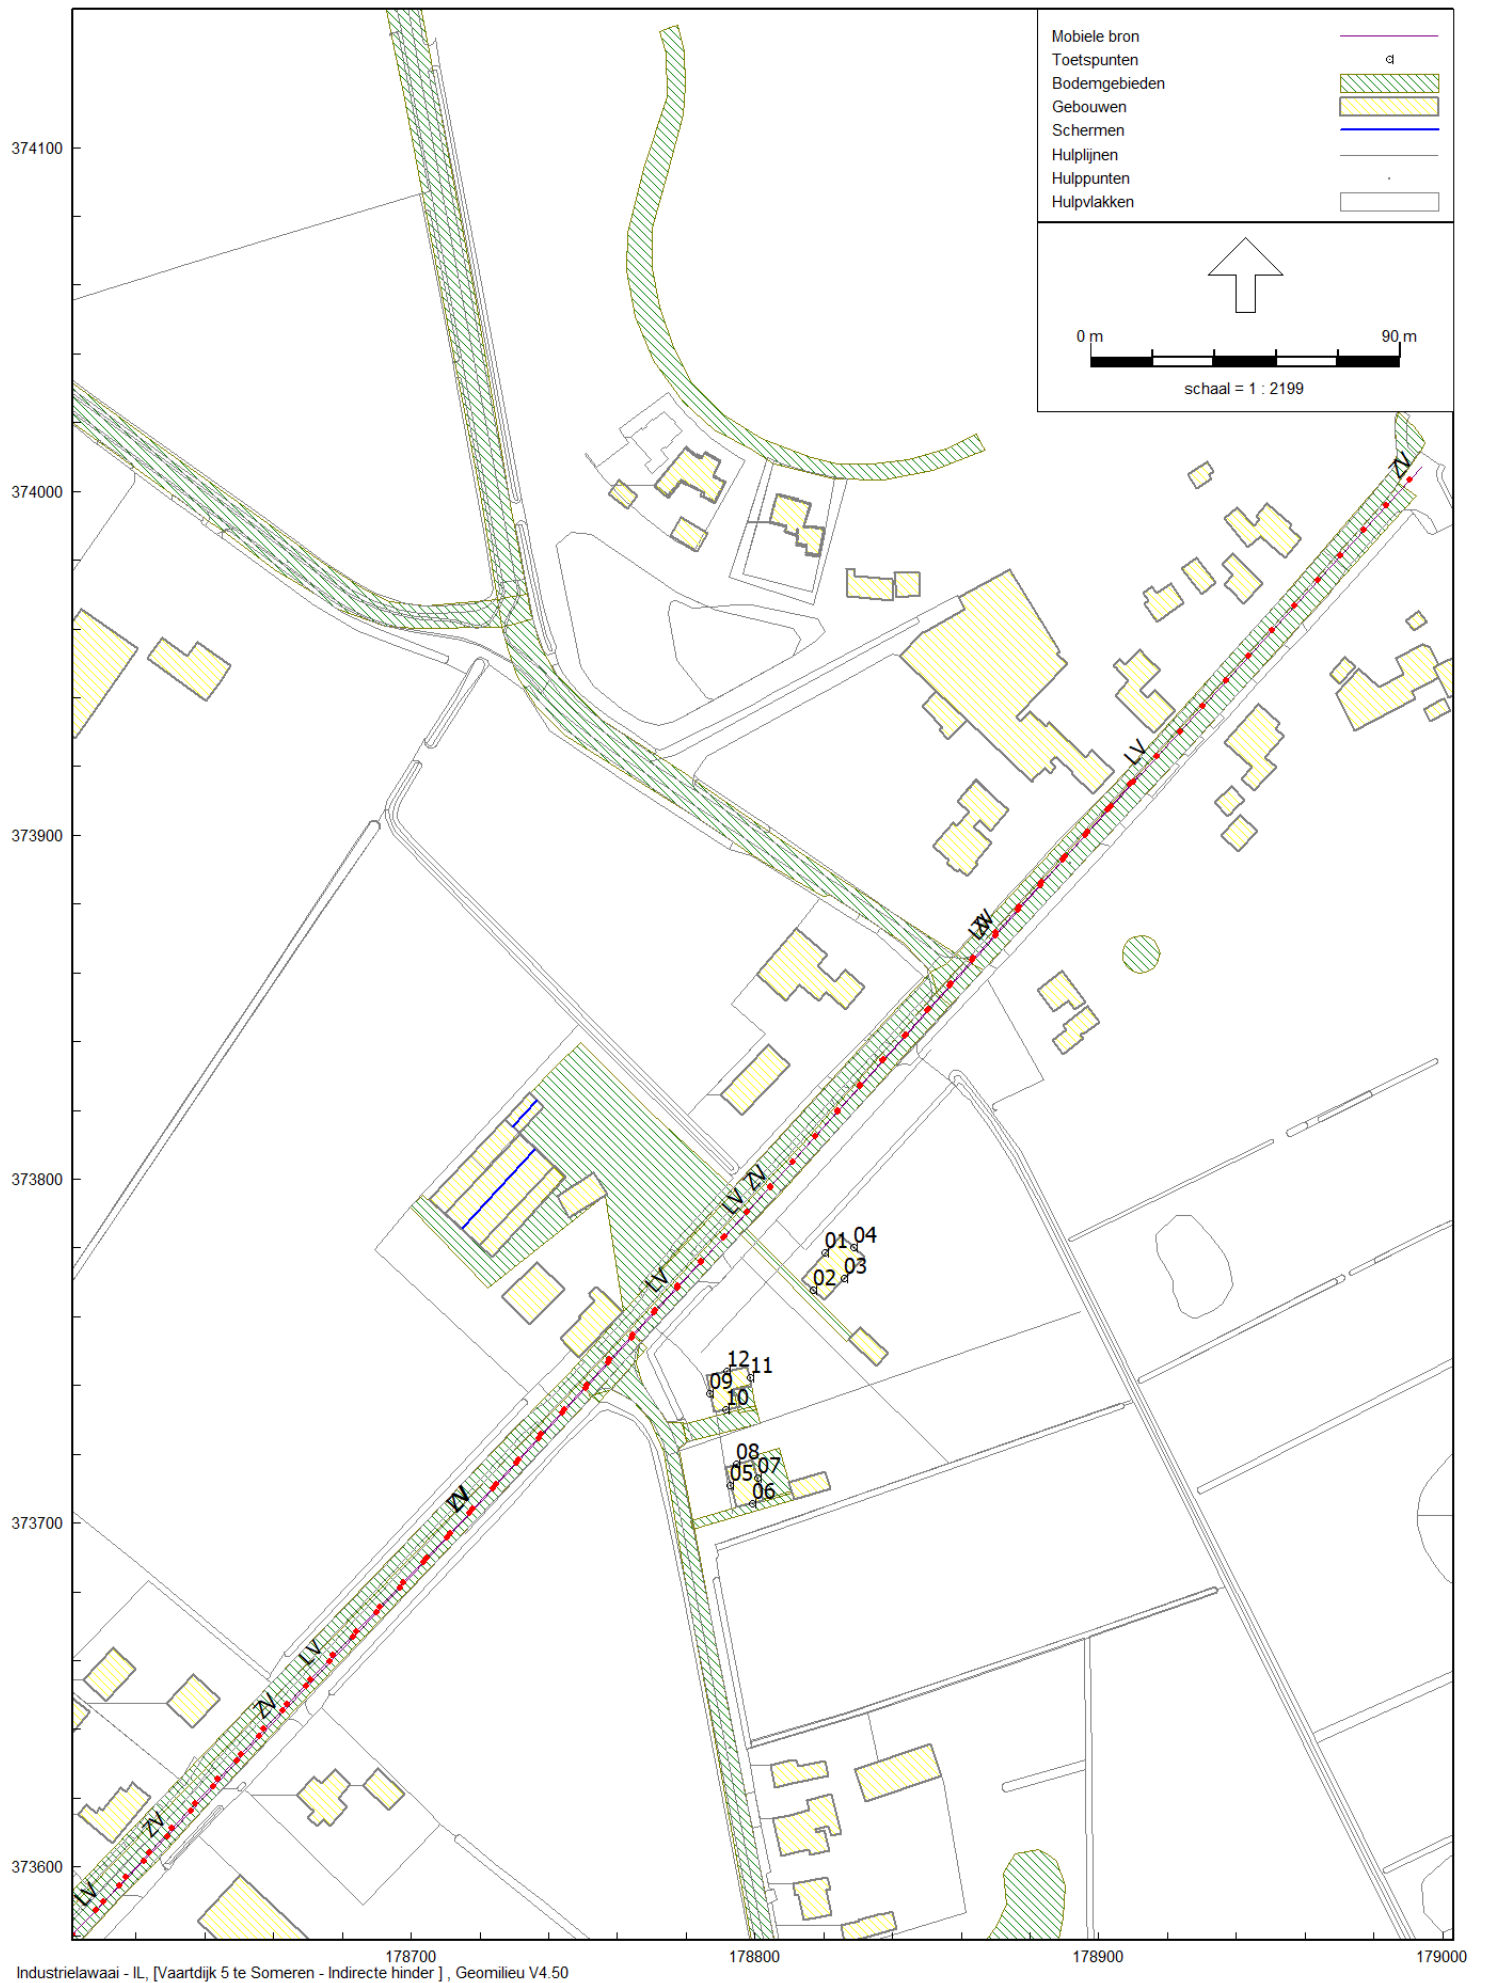 Mobiele bron
Toetspunten
Bodemgebieden
Gebouwen
Schermen
Hulplijnen
Hulppunten
Hulpvlakken
0 m 90 m
schaal = 1 : 2199
374100
374000
373900
373800
373700
373600
ZV
LV
LV ZV
LV ZV
LV
LV ZV
LV
ZV
ZV
LV
01 04
02 03
12 11
09
10
08
05 07
06
178700 178800 178900 179000
Industrielawaai - IL, [Vaartdijk 5 te Someren - Indirecte hinder ] , Geomilieu V4.50